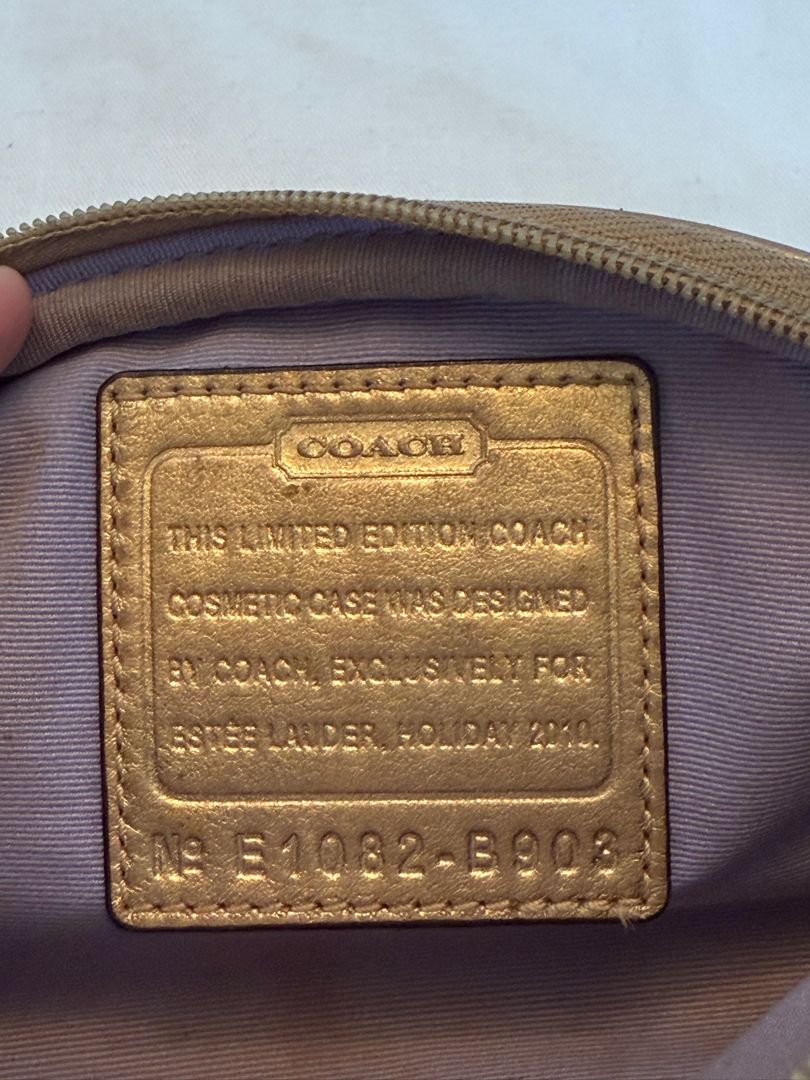 COACH
THIS LIMITED EDITION COACH
COSMETIC CASE WAS DESIGNED
BY COACH, EXCLUSIVELY FOR
ESTÉE LAUDER, HOLIDAY 2010.
Nº E1082-B903